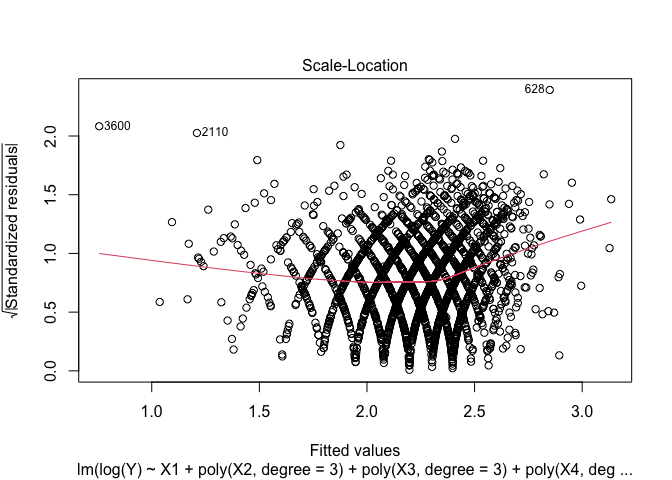 Scale-Location
628
3600
2110
√|Standardized residuals|
0.0 0.5 1.0 1.5 2.0
1.0 1.5 2.0 2.5 3.0
Fitted values
lm(log(Y) ~ X1 + poly(X2, degree = 3) + poly(X3, degree = 3) + poly(X4, deg ...